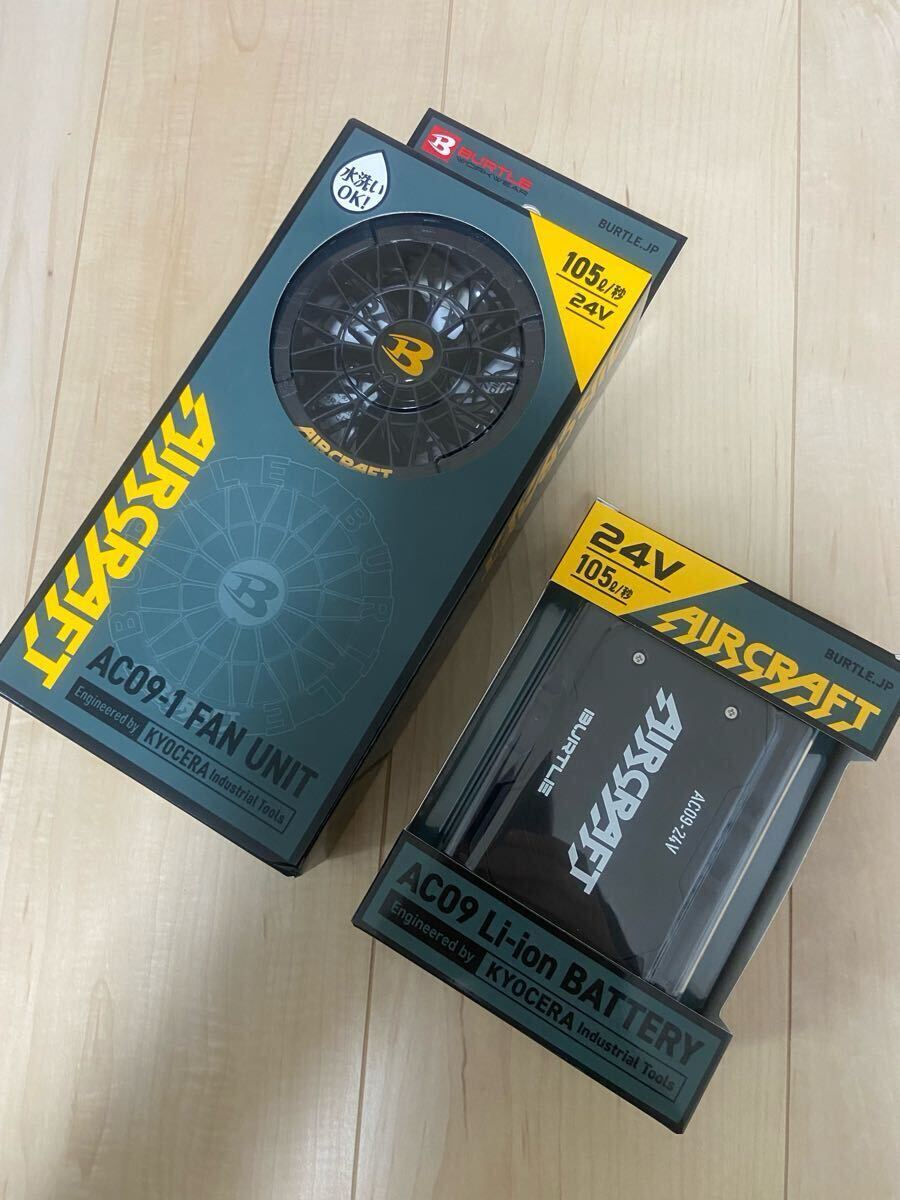 水洗い
OK!
B BURTLE
WORKWEAR
BURTLE.JP
105ℓ/秒
24V
B
AIRCRAFT
AIRCRAFT
B
AC09-1 FAN UNIT
Engineered by KYOCERA Industrial Tools
24V
105ℓ/秒
AIRCRAFT
BURTLE.JP
AIRCRAFT
BURTLE
AC09-24V
AC09 Li-ion BATTERY
Engineered by KYOCERA Industrial Tools